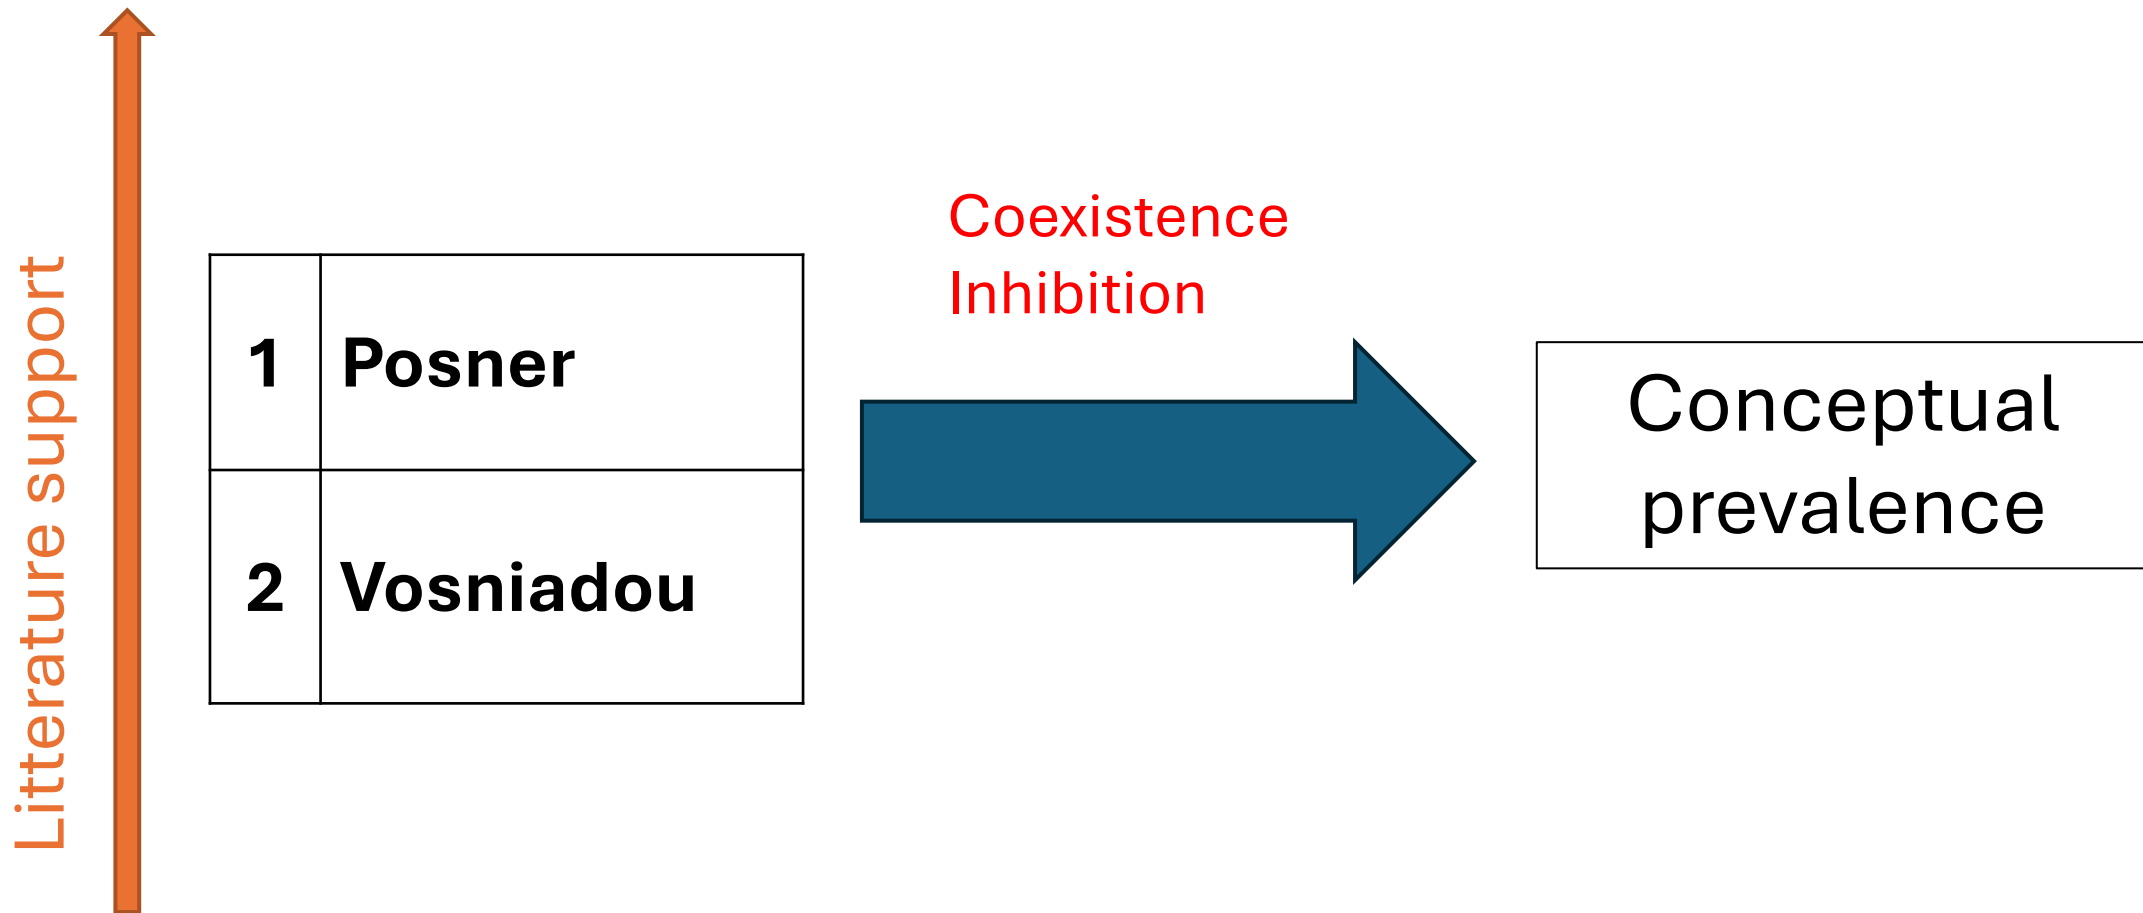 Litterature support
1 Posner
2 Vosniadou
Coexistence
Inhibition
Conceptual
prevalence